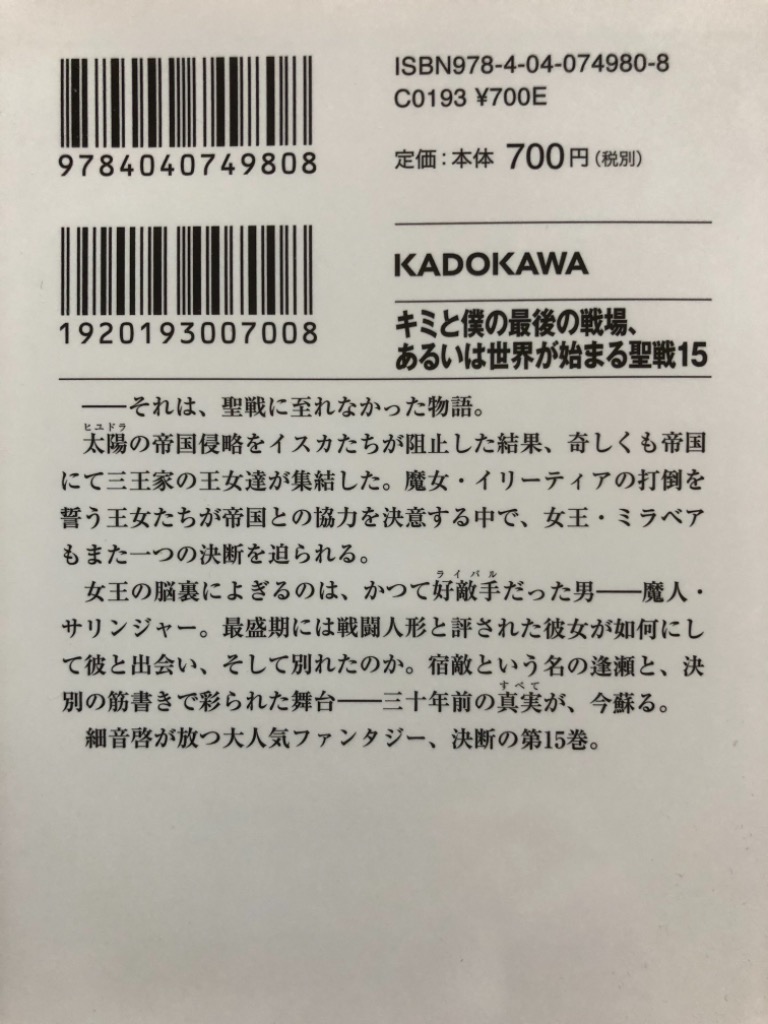 9784040749808
1920193007008
ISBN978-4-04-074980-8
C0193 ¥700E
定価:本体 700円(税別)
KADOKAWA
キミと僕の最後の戦場、
あるいは世界が始まる聖戦15
――それは、聖戦に至れなかった物語。
ヒュドラ
太陽の帝国侵略をイスカたちが阻止した結果、奇しくも帝国
にて三王家の王女達が集結した。魔女・イリーティアの打倒を
誓う王女たちが帝国との協力を決意する中で、女王・ミラベア
もまた一つの決断を迫られる。
ライバル
女王の脳裏によぎるのは、かつて好敵手だった男――魔人・
サリンジャー。最盛期には戦闘人形と評された彼女が如何にし
て彼と出会い、そして別れたのか。宿敵という名の逢瀬と、決
別の筋書きで彩られた舞台――三十年前の真実が、今蘇る。
すべて
細音啓が放つ大人気ファンタジー、決断の第15巻。